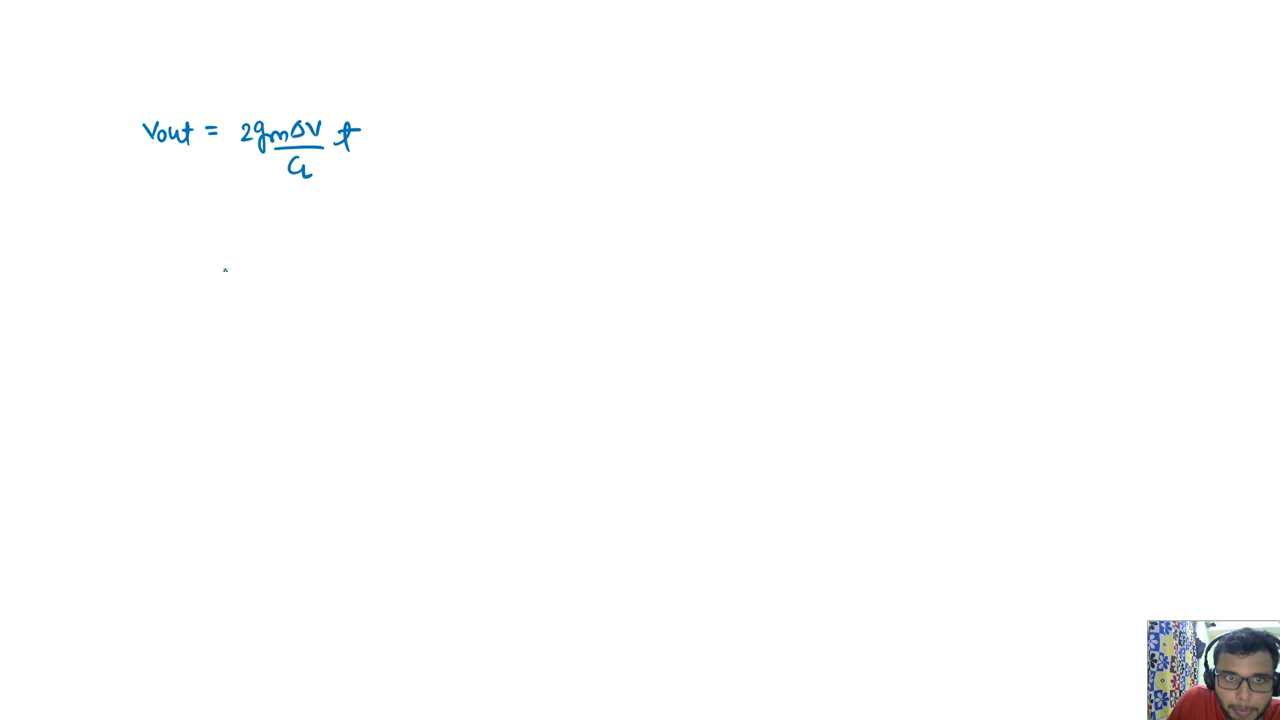 Vout = 2gmΔV/CL t